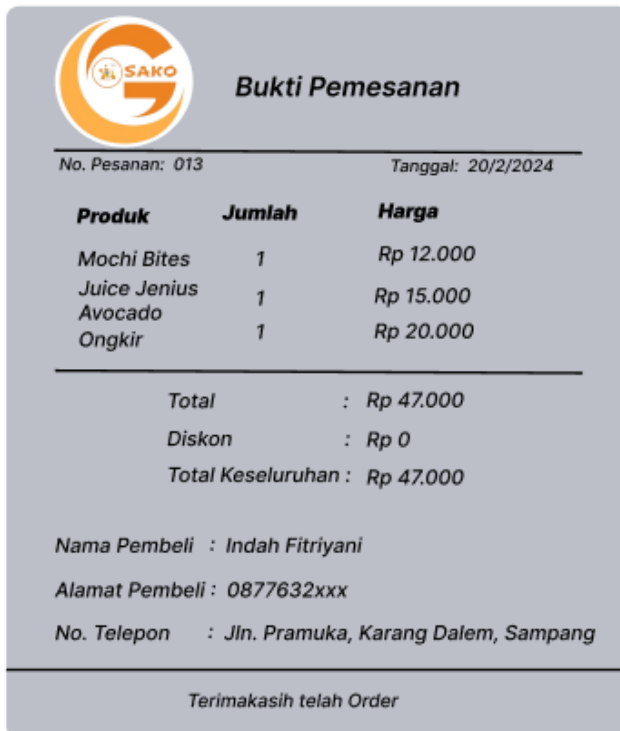 SAKO
Bukti Pemesanan
No. Pesanan: 013 Tanggal: 20/2/2024
Produk Jumlah Harga
Mochi Bites 1 Rp 12.000
Juice Jenius
Avocado 1 Rp 15.000
Ongkir 1 Rp 20.000
Total : Rp 47.000
Diskon : Rp 0
Total Keseluruhan : Rp 47.000
Nama Pembeli : Indah Fitriyani
Alamat Pembeli : 0877632xxx
No. Telepon : Jln. Pramuka, Karang Dalem, Sampang
Terimakasih telah Order